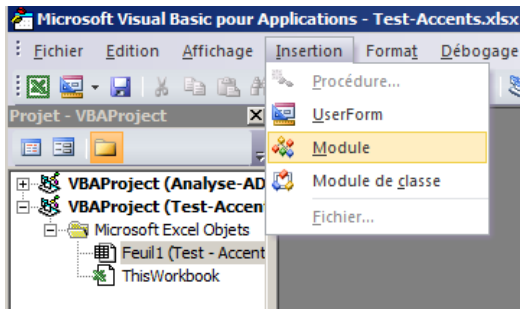 Microsoft Visual Basic pour Applications - Test-Accents.xlsx
Fichier Edition Affichage Insertion Format Débogage
Projet - VBAProject
Procédure...
UserForm
Module
Module de classe
Fichier...
VBAProject (Analyse-AD
VBAProject (Test-Accen
Microsoft Excel Objets
Feuil1 (Test - Accent
ThisWorkbook